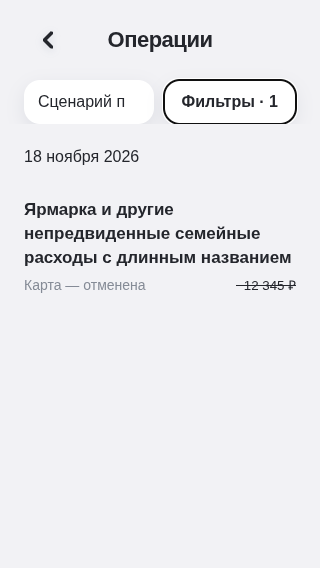 Операции
Сценарий п
Фильтры · 1
18 ноября 2026
Ярмарка и другие
непредвиденные семейные
расходы с длинным названием
Карта — отменена
−12 345 ₽